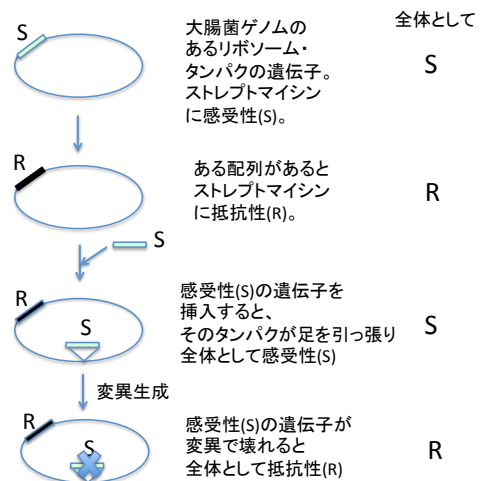 全体として
S
大腸菌ゲノムの
あるリボソーム・
タンパクの遺伝子。
ストレプトマイシン
に感受性(S)。
S
R
ある配列があると
ストレプトマイシン
に抵抗性(R)。
R
S
R
S
感受性(S)の遺伝子を
挿入すると、
そのタンパクが足を引っ張り
全体として感受性(S)
S
変異生成
R
S
感受性(S)の遺伝子が
変異で壊れると
全体として抵抗性(R)
R